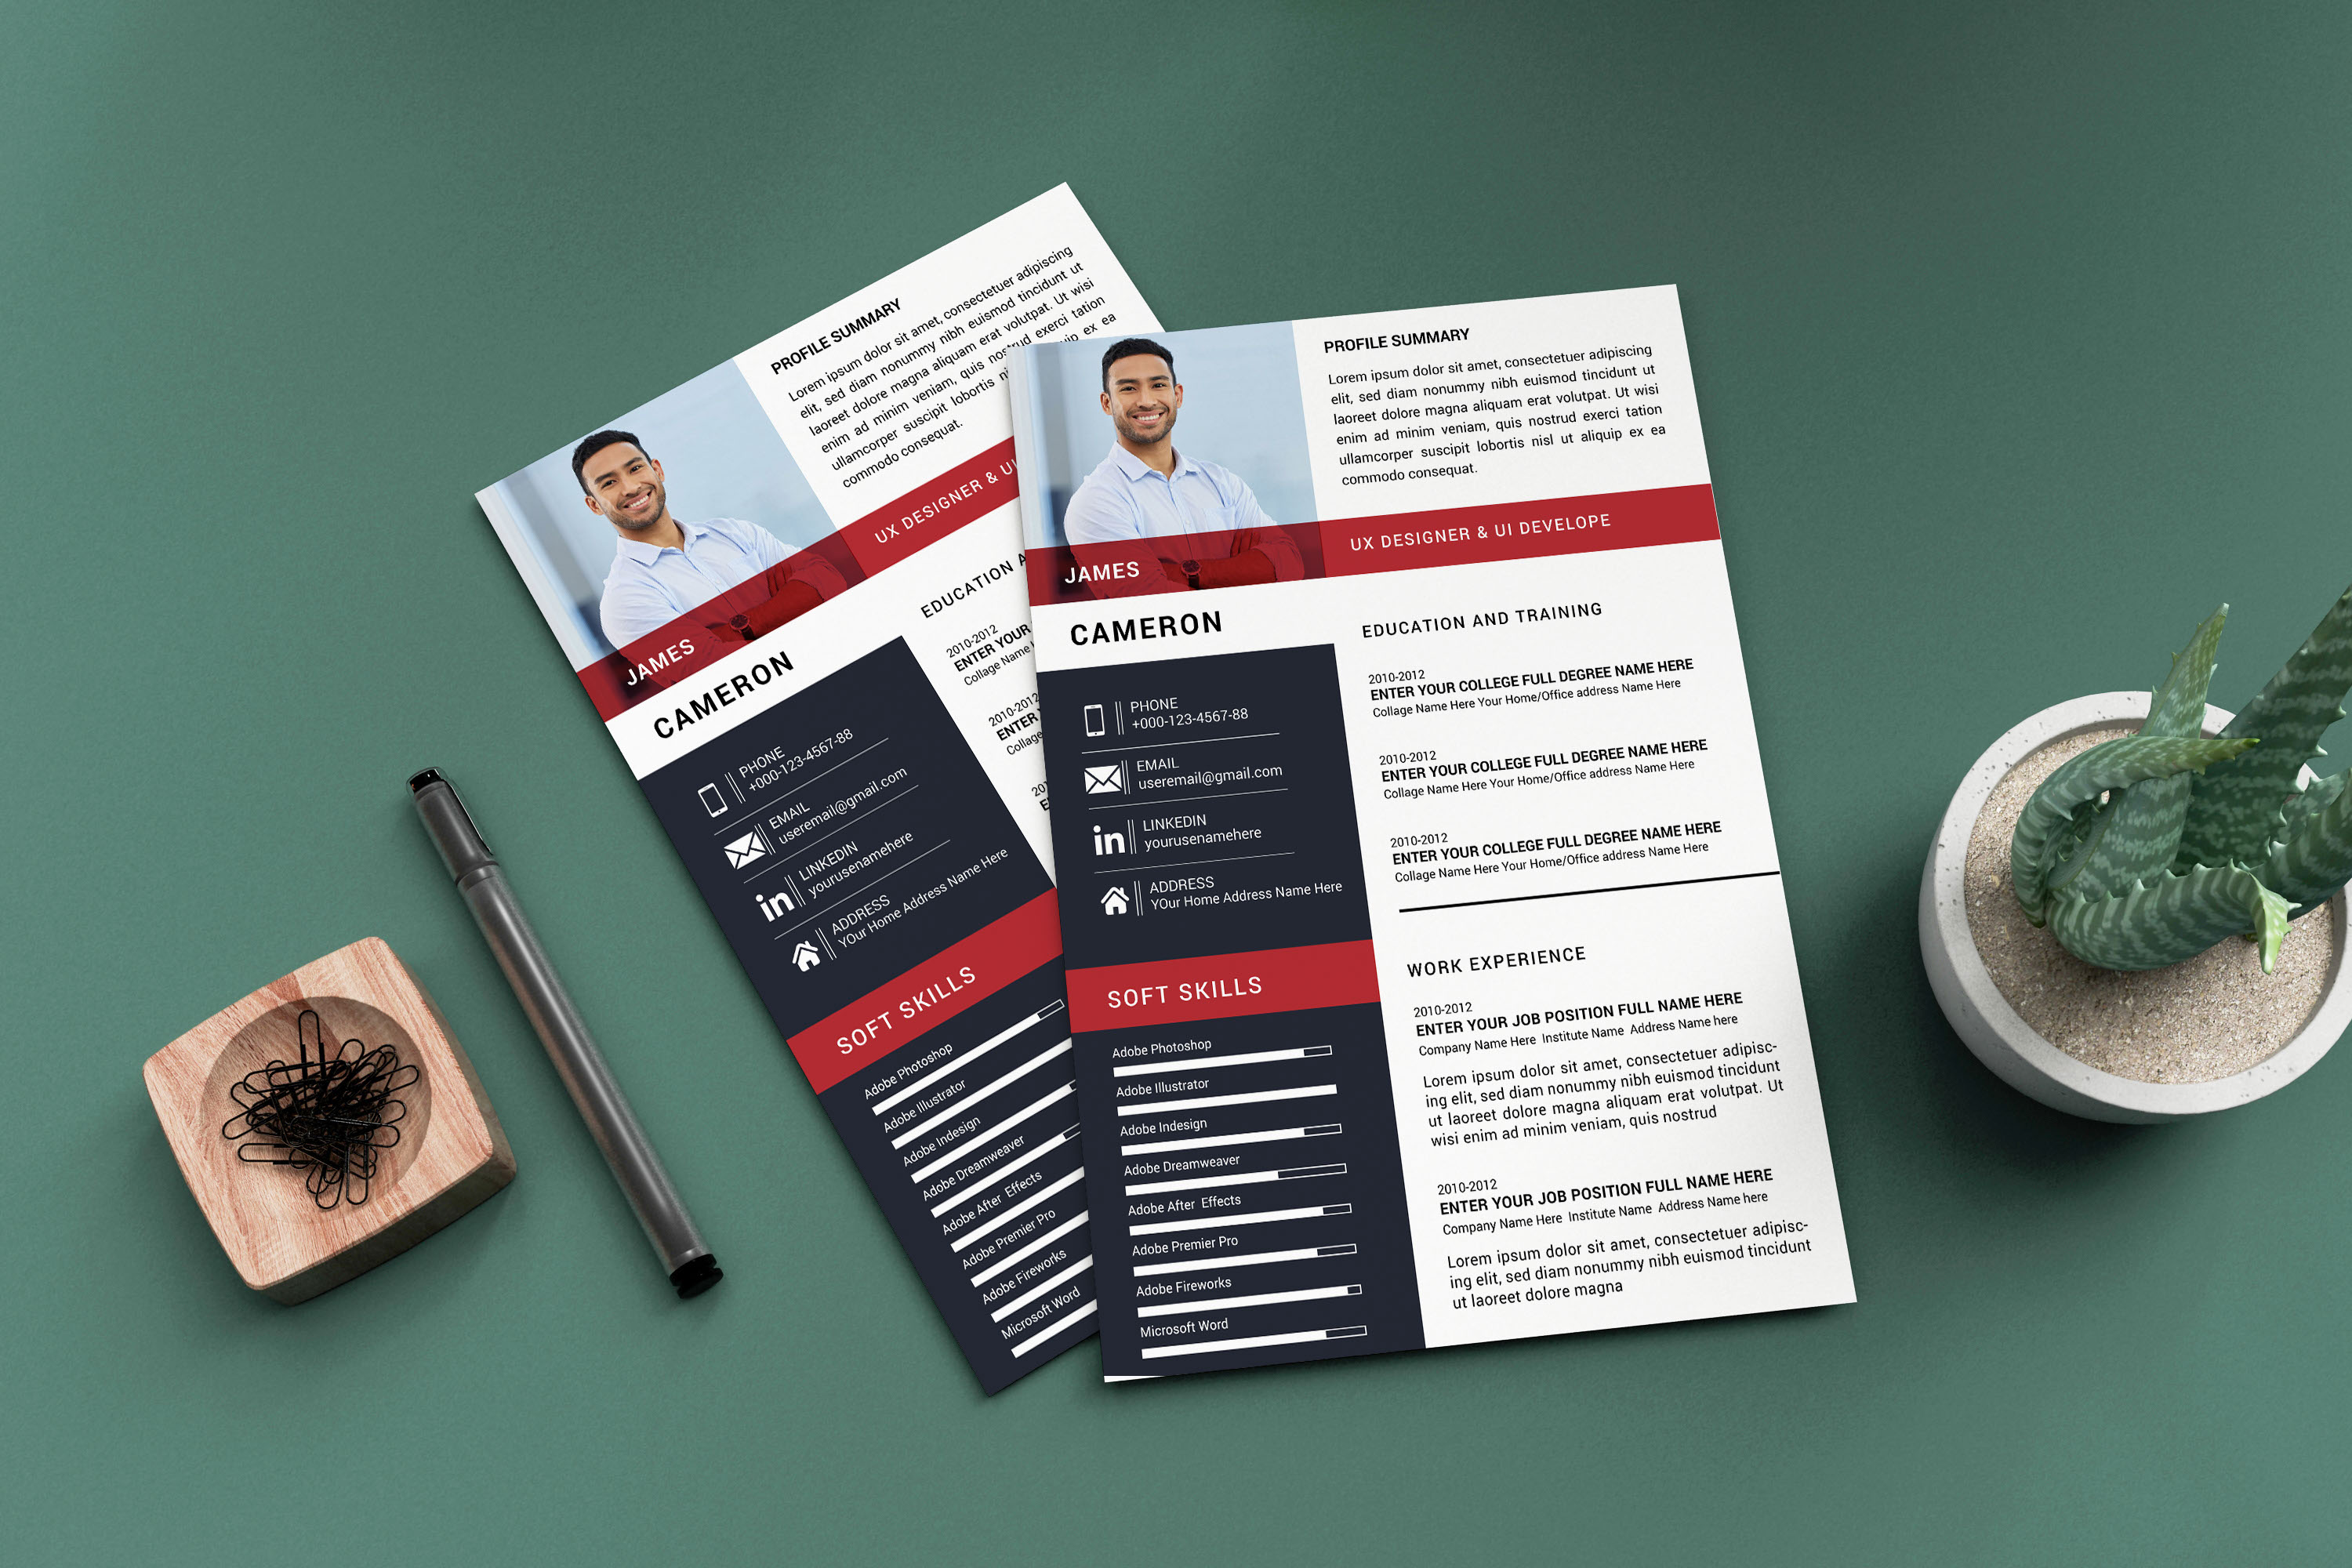 PROFILE SUMMARY
Lorem ipsum dolor sit amet, consectetuer adipiscing
elit, sed diam nonummy nibh euismod tincidunt ut
laoreet dolore magna aliquam erat volutpat. Ut wisi
enim ad minim veniam, quis nostrud exerci tation
ullamcorper suscipit lobortis ni
uip ex ea
commodo consequat.
UX DESIGNER & UI
JAMES
CAMERON
PHONE
+000-123-4567-88
EMAIL
useremail@gmail.com
LINKEDIN
in
yourusenamehere
ADDRESS
YOur Home Address Name Here
SOFT SKILLS
Adobe Photoshop
Adobe Illustrator
Adobe Indesign
Adobe Dreamweaver
Adobe After Effects
Adobe Premier Pro
Adobe Fireworks
Microsoft Word
EDUCATION A
2010-2012
ENTER YOUR
Collage Name
2010-2012
ENTER
Collage
201
E
PROFILE SUMMARY
Lorem ipsum dolor sit amet, consectetuer adipiscing
elit, sed diam nonummy nibh euismod tincidunt ut
laoreet dolore magna aliquam erat volutpat. Ut wisi
enim ad minim veniam, quis nostrud exerci tation
ullamcorper suscipit lobortis nisl ut aliquip ex ea
commodo consequat.
UX DESIGNER & UI DEVELOPE
JAMES
CAMERON
PHONE
+000-123-4567-88
EMAIL
useremail@gmail.com
LINKEDIN
in
yourusenamehere
ADDRESS
YOur Home Address Name Here
SOFT SKILLS
Adobe Photoshop
Adobe Illustrator
Adobe Indesign
Adobe Dreamweaver
Adobe After Effects
Adobe Premier Pro
Adobe Fireworks
Microsoft Word
EDUCATION AND TRAINING
2010-2012
ENTER YOUR COLLEGE FULL DEGREE NAME HERE
Collage Name Here Your Home/Office address Name Here
2010-2012
ENTER YOUR COLLEGE FULL DEGREE NAME HERE
Collage Name Here Your Home/Office address Name Here
2010-2012
ENTER YOUR COLLEGE FULL DEGREE NAME HERE
Collage Name Here Your Home/Office address Name Here
WORK EXPERIENCE
2010-2012
ENTER YOUR JOB POSITION FULL NAME HERE
Company Name Here Institute Name Address Name here
Lorem ipsum dolor sit amet, consectetuer adipisc-
ing elit, sed diam nonummy nibh euismod tincidunt
ut laoreet dolore magna aliquam erat volutpat. Ut
wisi enim ad minim veniam, quis nostrud
2010-2012
ENTER YOUR JOB POSITION FULL NAME HERE
Company Name Here Institute Name Address Name here
Lorem ipsum dolor sit amet, consectetuer adipisc-
ing elit, sed diam nonummy nibh euismod tincidunt
ut laoreet dolore magna